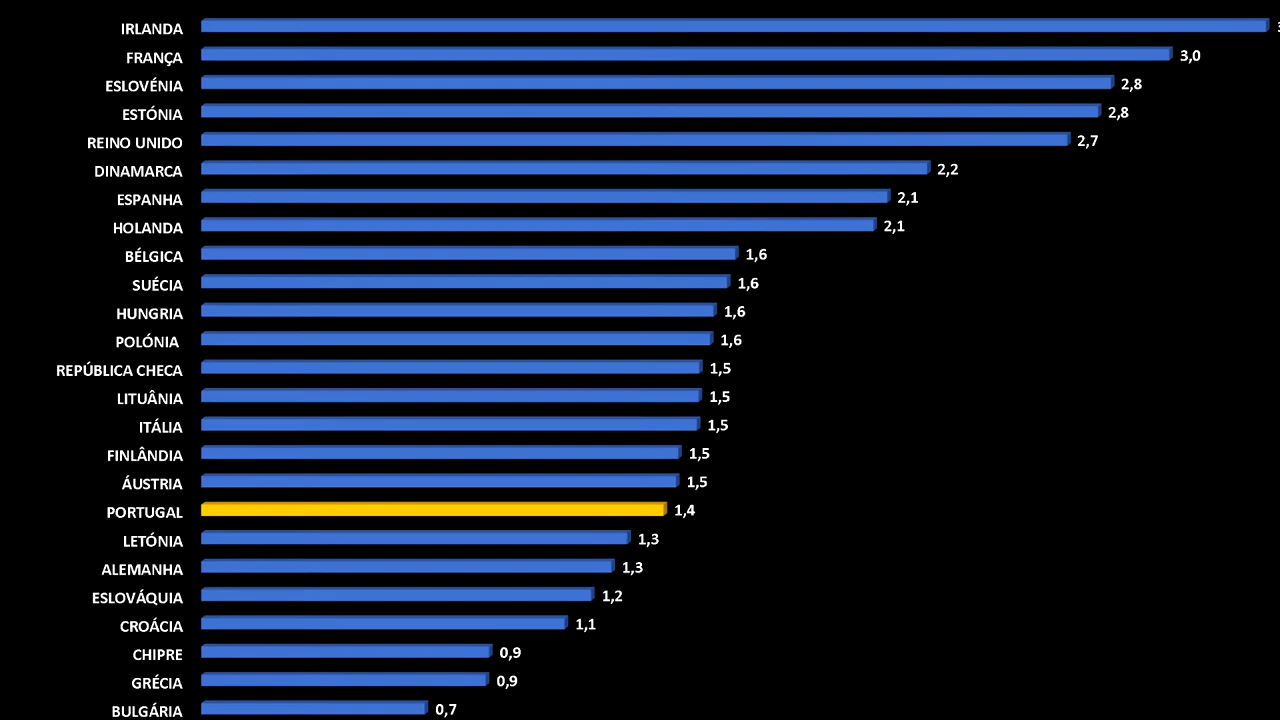 IRLANDA
FRANÇA 3,0
ESLOVÉNIA 2,8
ESTÓNIA 2,8
REINO UNIDO 2,7
DINAMARCA 2,2
ESPANHA 2,1
HOLANDA 2,1
BÉLGICA 1,6
SUÉCIA 1,6
HUNGRIA 1,6
POLÓNIA 1,6
REPÚBLICA CHECA 1,5
LITUÂNIA 1,5
ITÁLIA 1,5
FINLÂNDIA 1,5
ÁUSTRIA 1,5
PORTUGAL 1,4
LETÓNIA 1,3
ALEMANHA 1,3
ESLOVÁQUIA 1,2
CROÁCIA 1,1
CHIPRE 0,9
GRÉCIA 0,9
BULGÁRIA 0,7